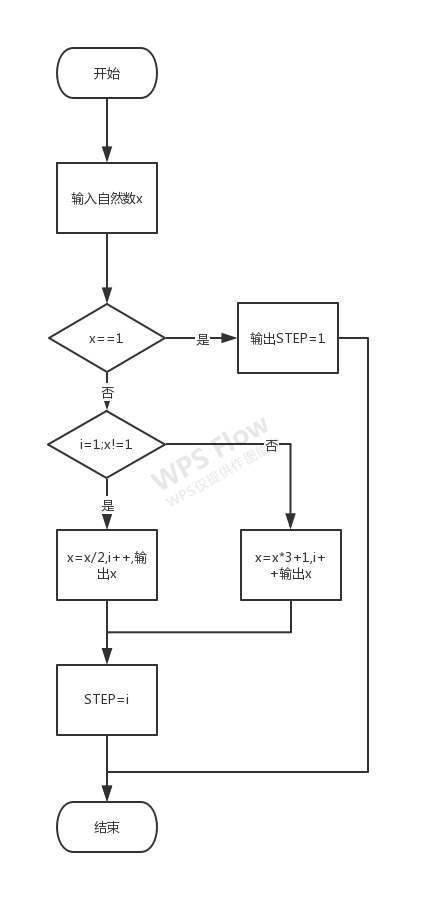 开始
输入自然数x
x==1
是
输出STEP=1
否
i=1;x!=1
否
WPS Flow
是
x=x/2,i++,输
出x
x=x*3+1,i+
+输出x
STEP=i
结束